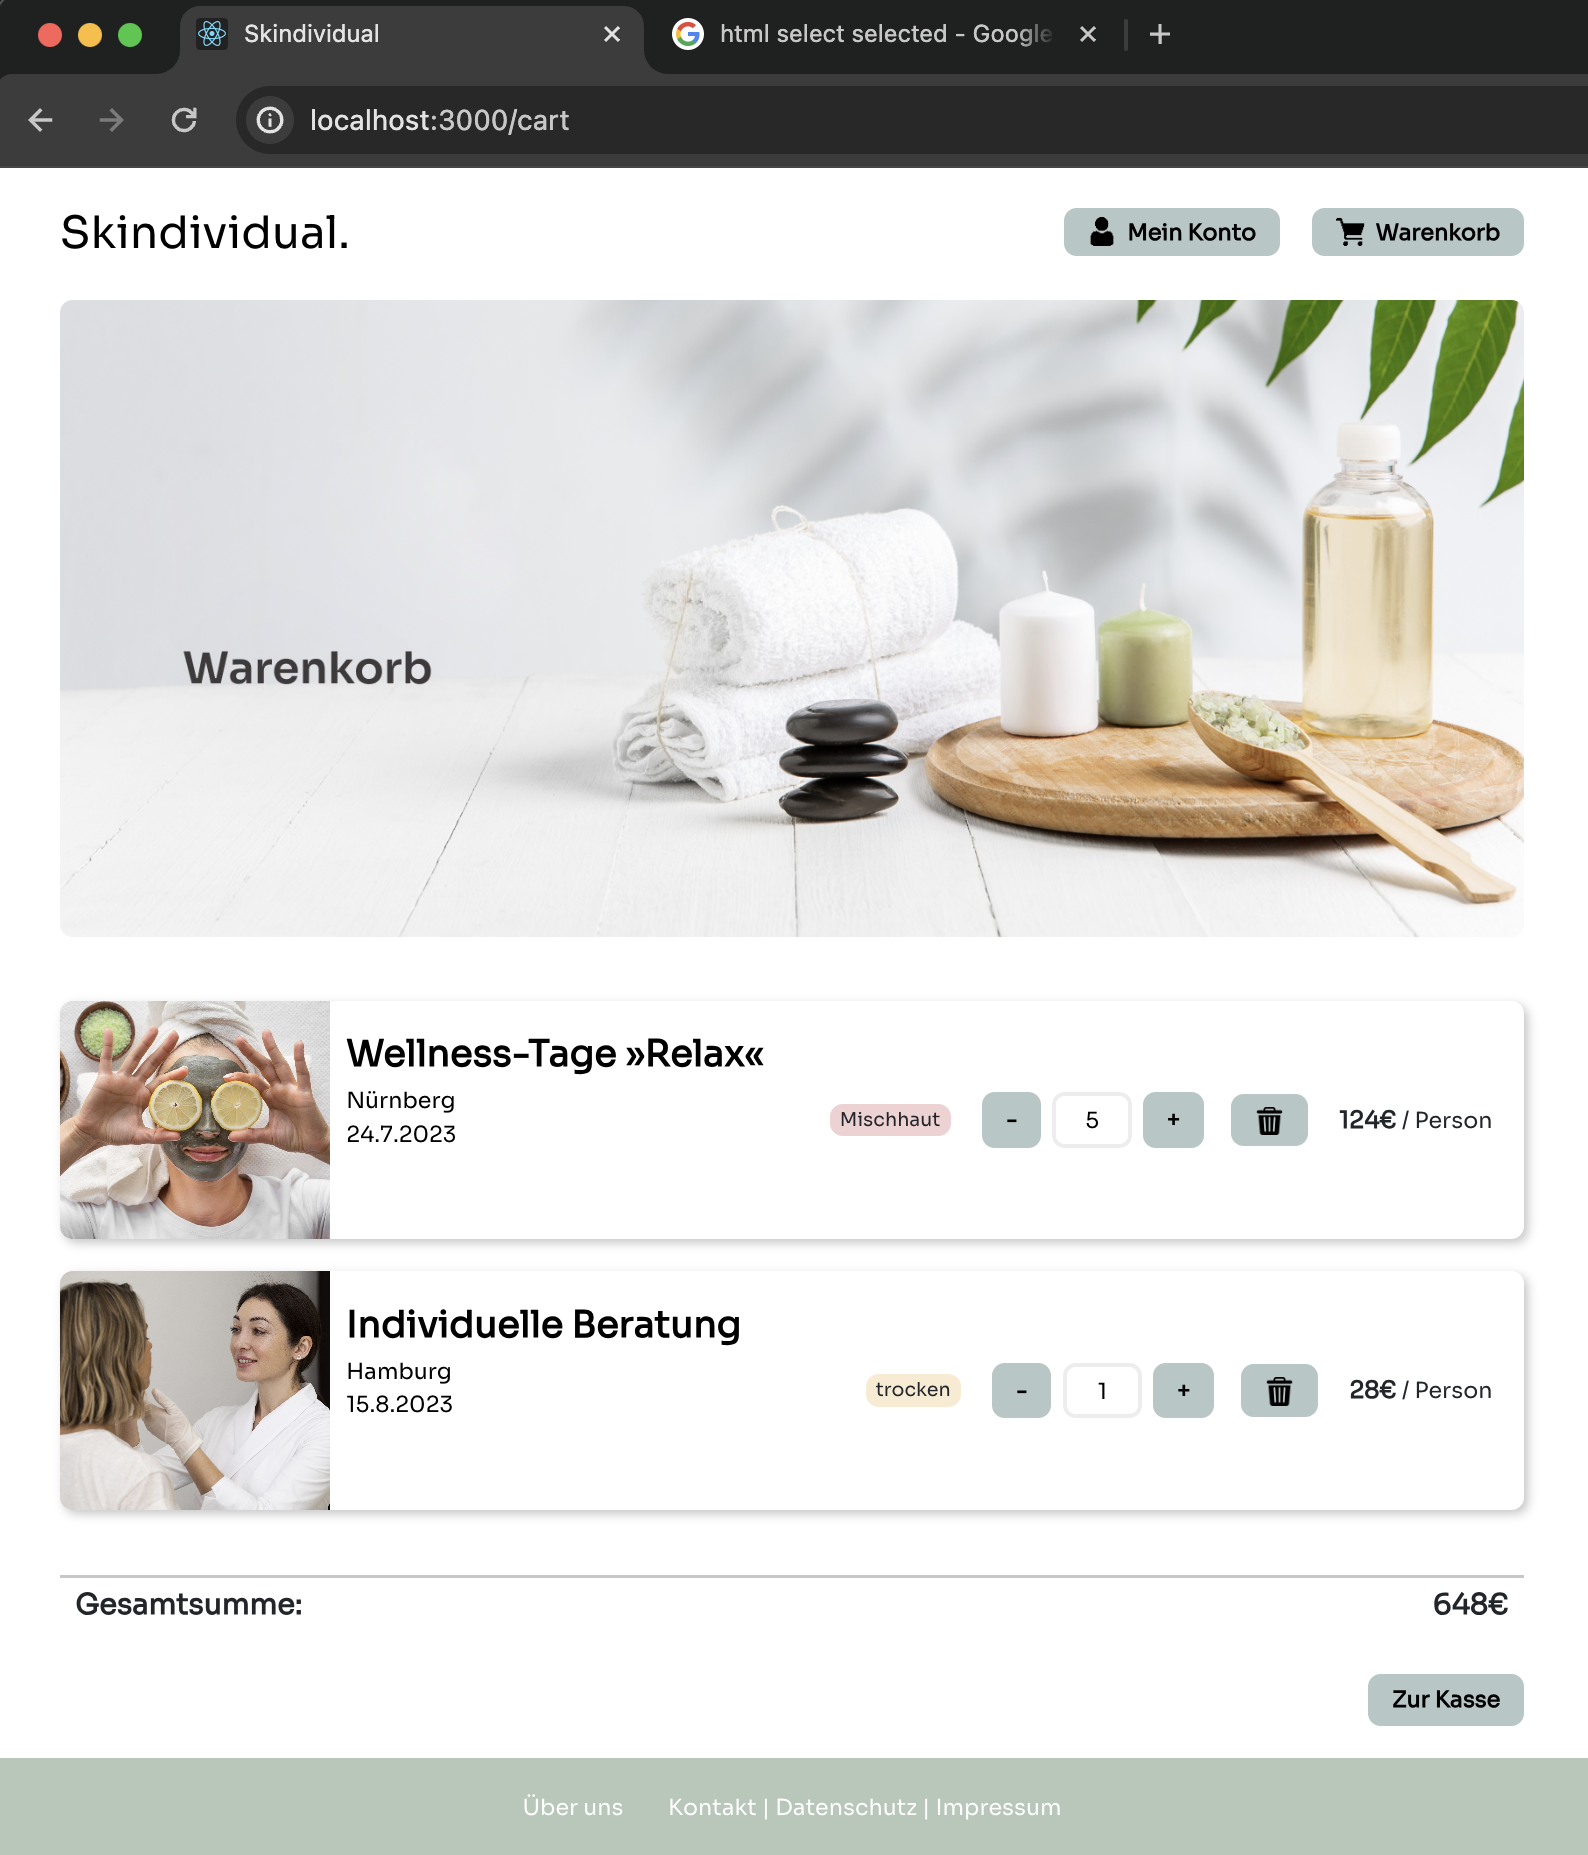 Skindividual
html select selected - Google
localhost:3000/cart
Skindividual.
Mein Konto
Warenkorb
Warenkorb
Wellness-Tage »Relax«
Nürnberg
24.7.2023
Mischhaut
-
5
+
124€ / Person
Individuelle Beratung
Hamburg
15.8.2023
trocken
-
1
+
28€ / Person
Gesamtsumme:
648€
Zur Kasse
Über uns
Kontakt | Datenschutz | Impressum